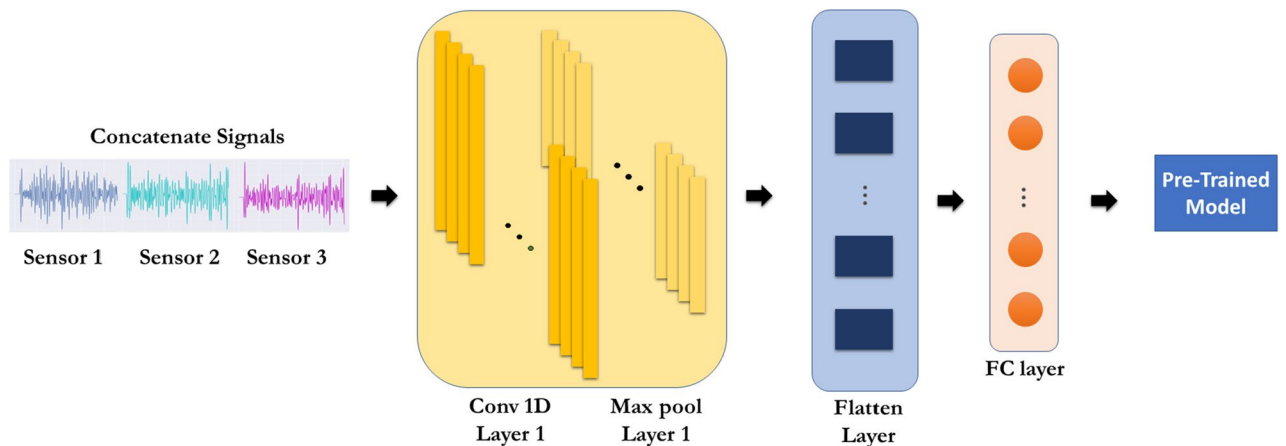 Concatenate Signals
Sensor 1
Sensor 2
Sensor 3
Conv 1D
Layer 1
Max pool
Layer 1
Flatten
Layer
FC layer
Pre-Trained
Model